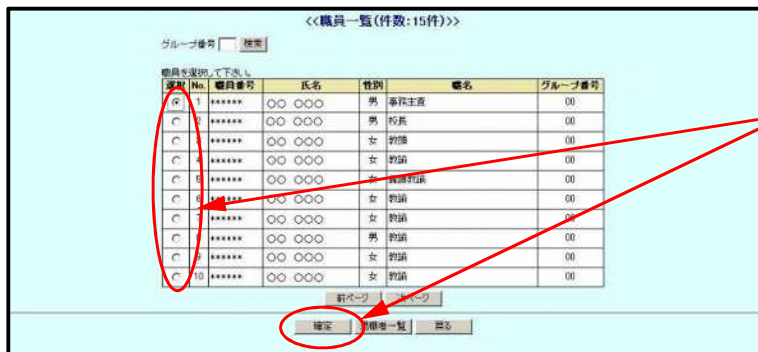 <<職員一覧(件数:15件)>>
グループ番号 検索
職員を選択して下さい。
選択 No. 職員番号 氏名 性別 職名 グループ番号
1 ****** ○○ ○○○ 男 事務主査 00
2 ****** ○○ ○○○ 男 校長 00
3 ****** ○○ ○○○ 女 教頭 00
4 ****** ○○ ○○○ 女 教諭 00
5 ****** ○○ ○○○ 女 養護教諭 00
6 ****** ○○ ○○○ 女 教諭 00
7 ****** ○○ ○○○ 女 教諭 00
8 ****** ○○ ○○○ 男 教諭 00
9 ****** ○○ ○○○ 女 教諭 00
10 ****** ○○ ○○○ 女 教諭 00
前ページ 次ページ
確定 者一覧 戻る